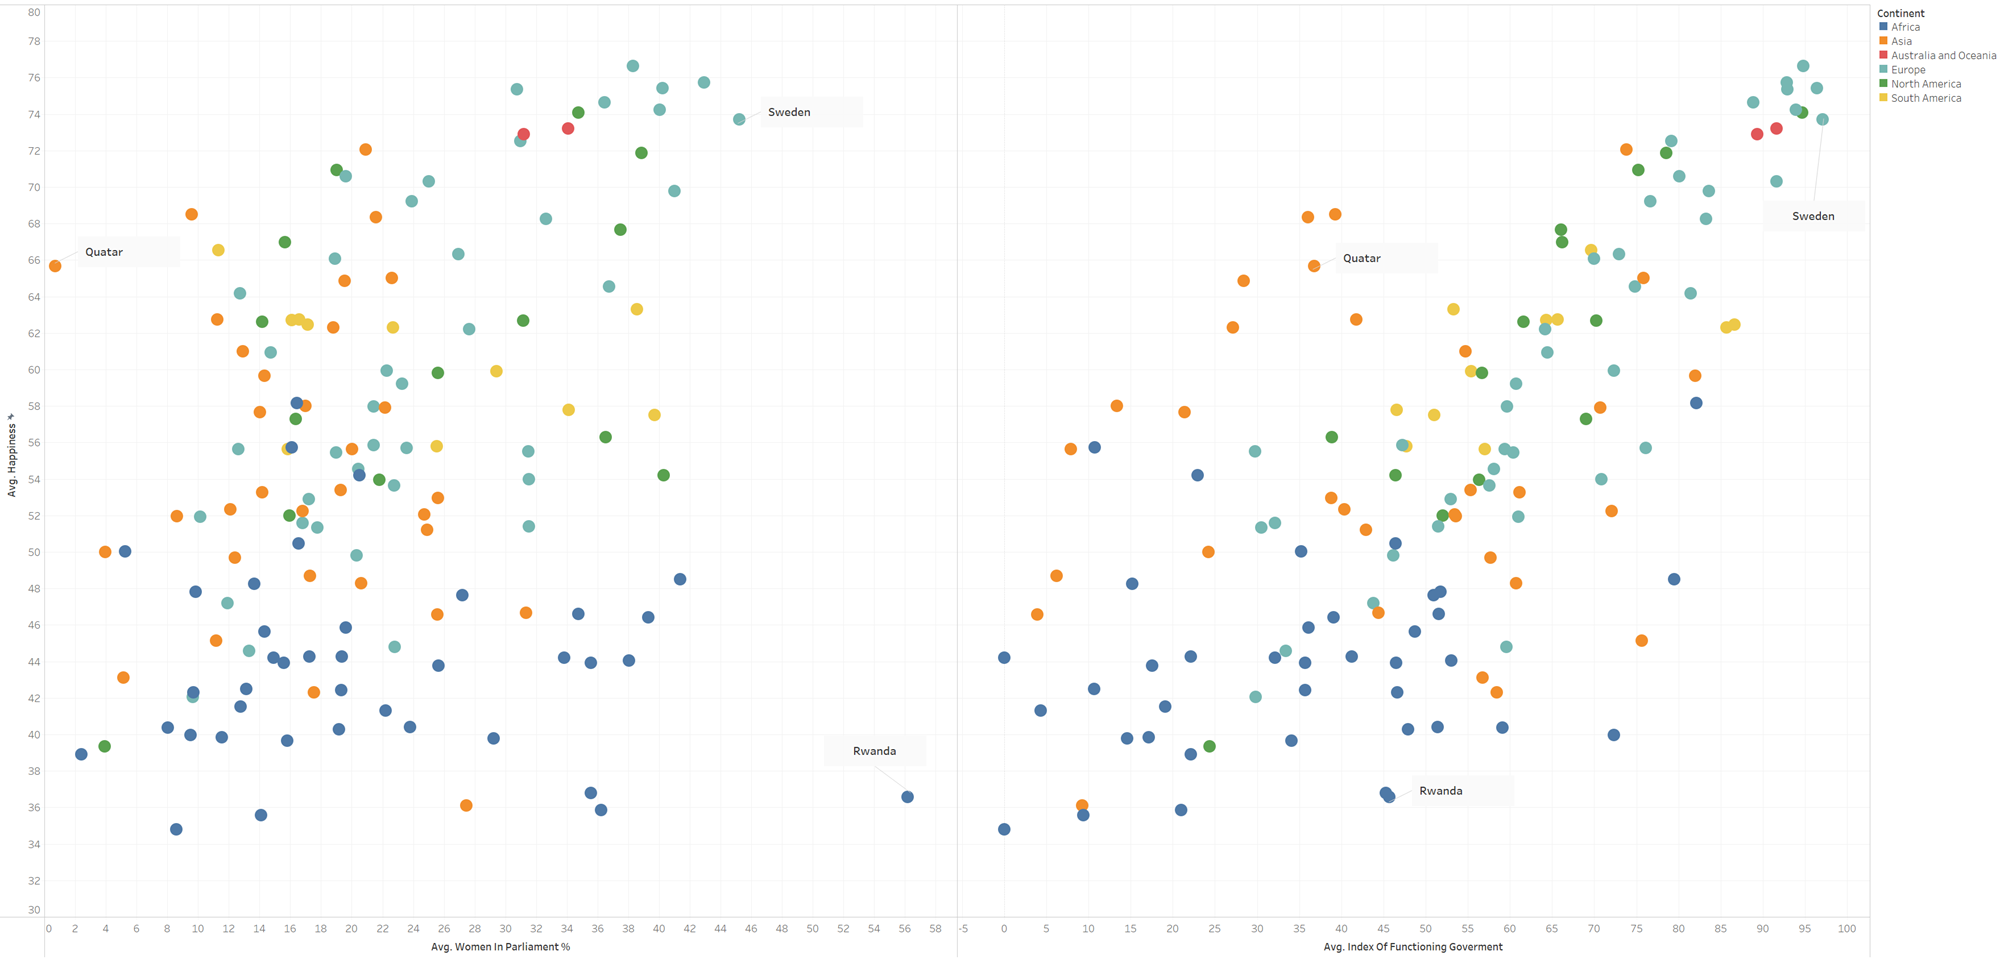 80
78
76
74
72
70
68
66
64
62
60
58
56
54
52
50
48
46
44
42
40
38
36
34
32
30
Avg. Happiness
Sweden
Quatar
Rwanda
0 2 4 6 8 10 12 14 16 18 20 22 24 26 28 30 32 34 36 38 40 42 44 46 48 50 52 54 56 58
Avg. Women In Parliament %
Sweden
Quatar
Rwanda
-5 0 5 10 15 20 25 30 35 40 45 50 55 60 65 70 75 80 85 90 95 100
Avg. Index Of Functioning Goverment
Continent
Africa
Asia
Australia and Oceania
Europe
North America
South America